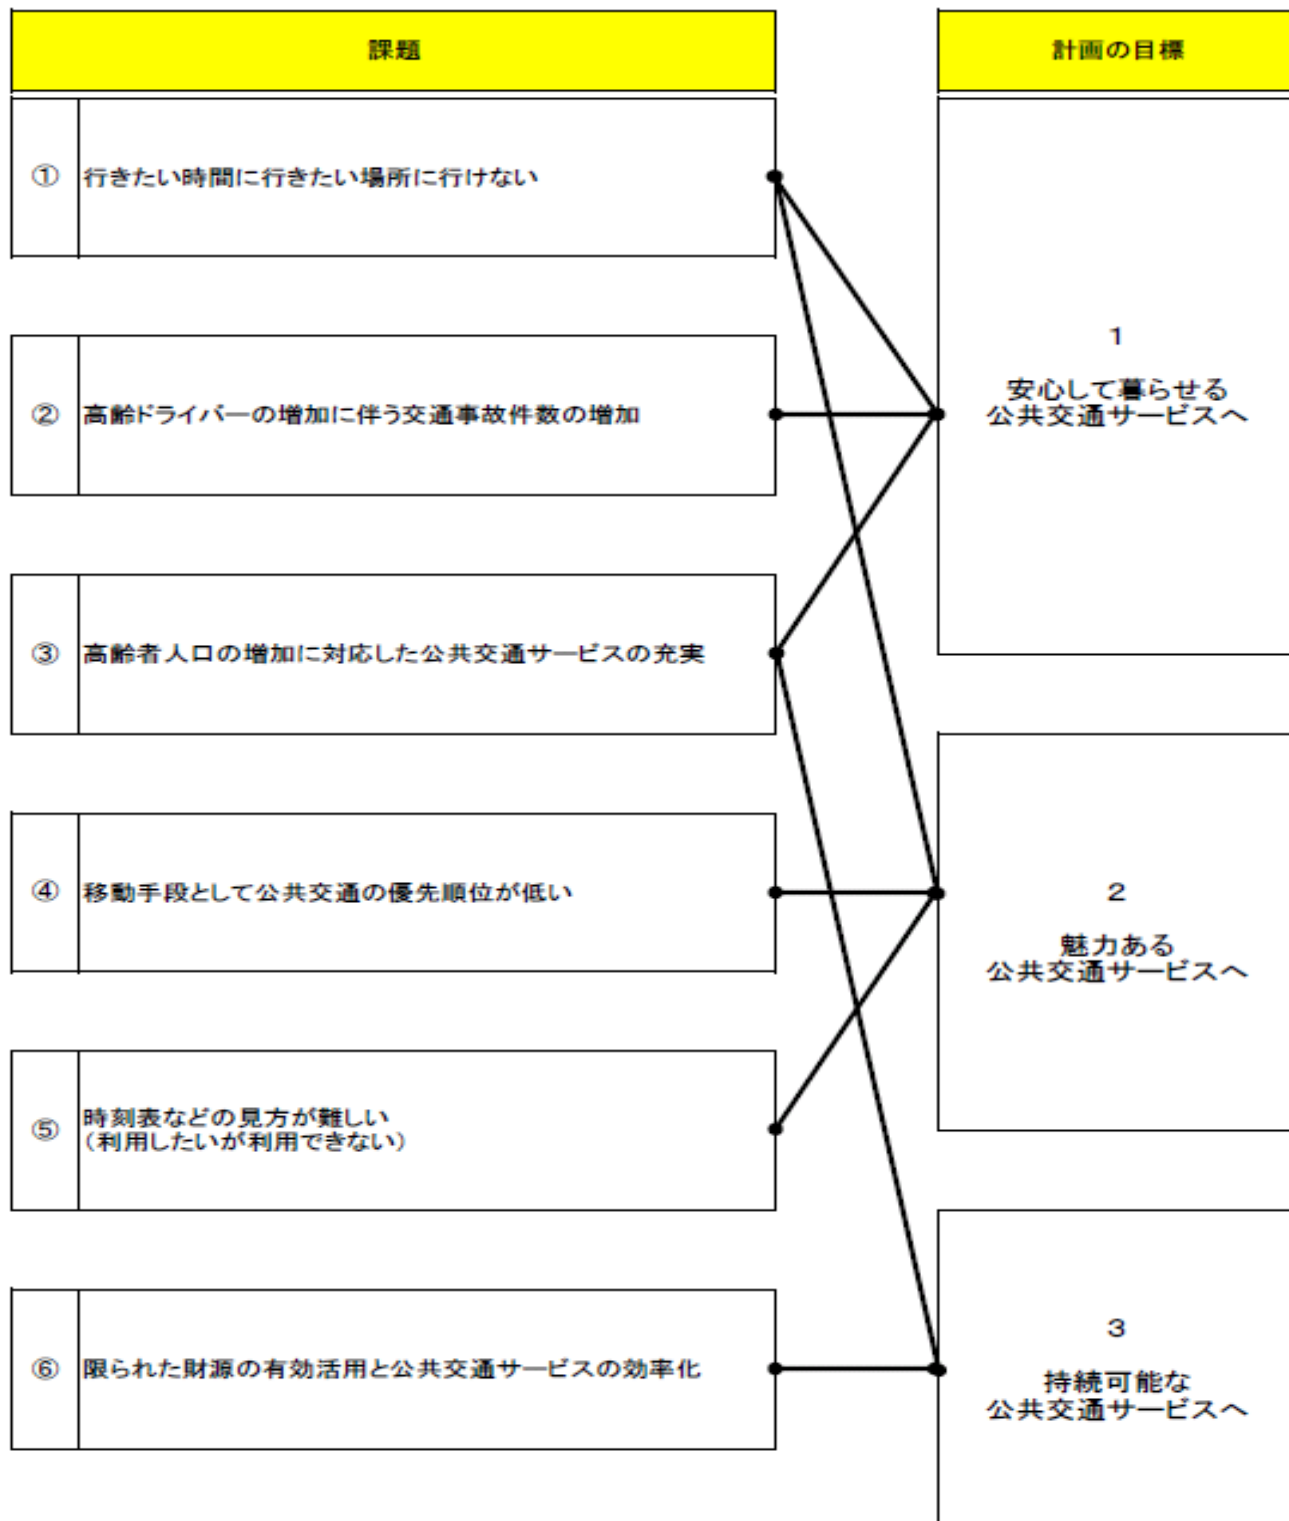 課題
計画の目標
①
行きたい時間に行きたい場所に行けない
②
高齢ドライバーの増加に伴う交通事故件数の増加
③
高齢者人口の増加に対応した公共交通サービスの充実
④
移動手段として公共交通の優先順位が低い
⑤
時刻表などの見方が難しい
（利用したいが利用できない）
⑥
限られた財源の有効活用と公共交通サービスの効率化
1
安心して暮らせる
公共交通サービスへ
2
魅力ある
公共交通サービスへ
3
持続可能な
公共交通サービスへ